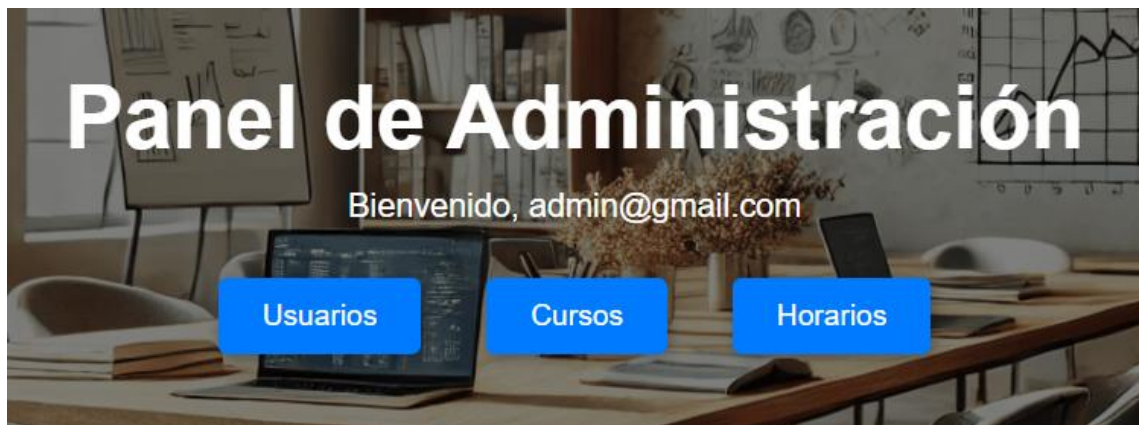 Panel de Administración
Bienvenido, admin@gmail.com
Usuarios
Cursos
Horarios